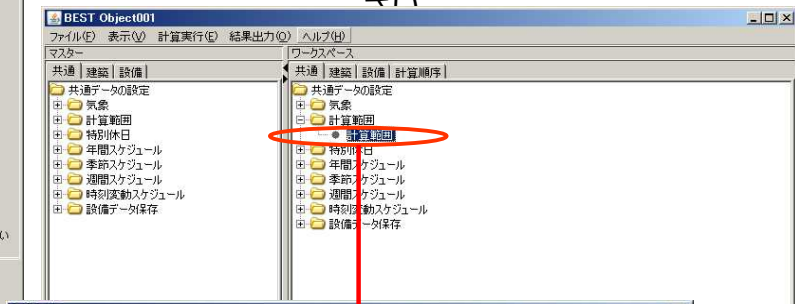 BEST Object001
ファイル(F) 表示(V) 計算実行(E) 結果出力(O) ヘルプ(H)
マスター
共通 建築 設備
共通データの設定
気象
計算範囲
特別休日
年間スケジュール
季節スケジュール
週間スケジュール
時刻変動スケジュール
設備データ保存
ワークスペース
共通 建築 設備 計算順序
共通データの設定
気象
計算範囲
計算範囲
特別休日
年間スケジュール
季節スケジュール
週間スケジュール
時刻変動スケジュール
設備データ保存
い